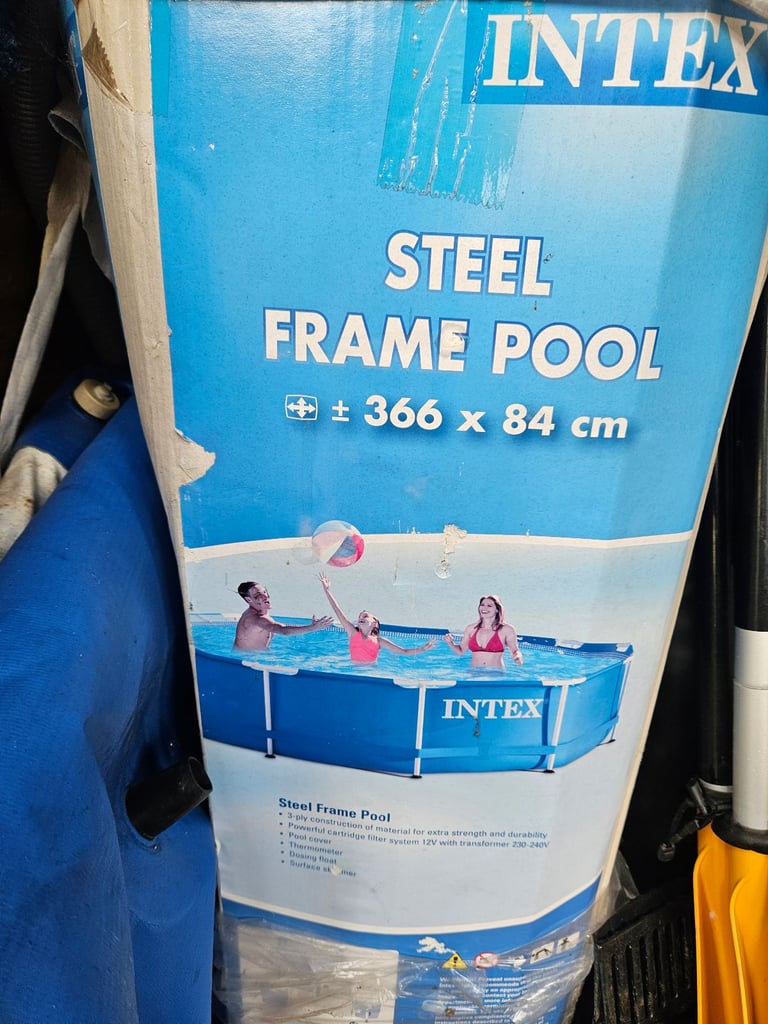 INTEX
STEEL
FRAME POOL
± 366 x 84 cm
INTEX
Steel Frame Pool
• 3-ply construction of material for extra strength and durability
• Powerful cartridge filter system 12V with transformer 230-240V
• Pool cover
• Thermometer
• Dosing float
• Surface